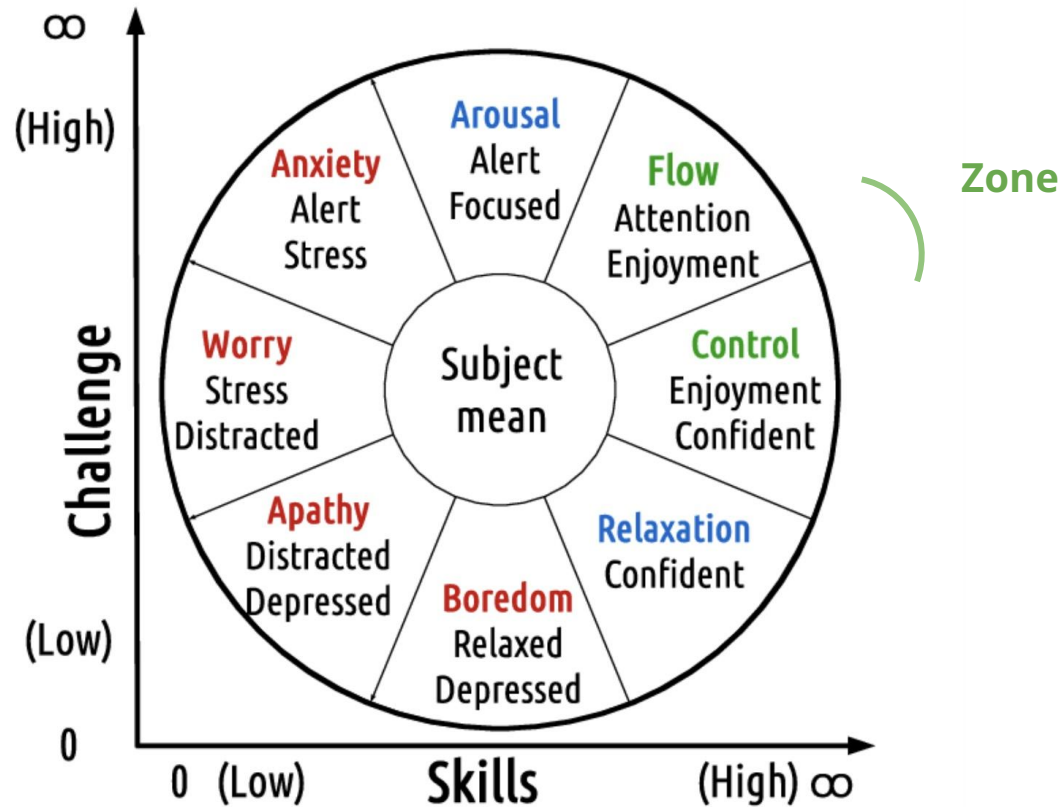 ∞
(High)
Challenge
(Low)
0
Arousal
Alert
Focused
Anxiety
Alert
Stress
Flow
Attention
Enjoyment
Zone
Worry
Stress
Distracted
Subject
mean
Control
Enjoyment
Confident
Apathy
Distracted
Depressed
Boredom
Relaxed
Depressed
Relaxation
Confident
0 (Low) Skills (High) ∞